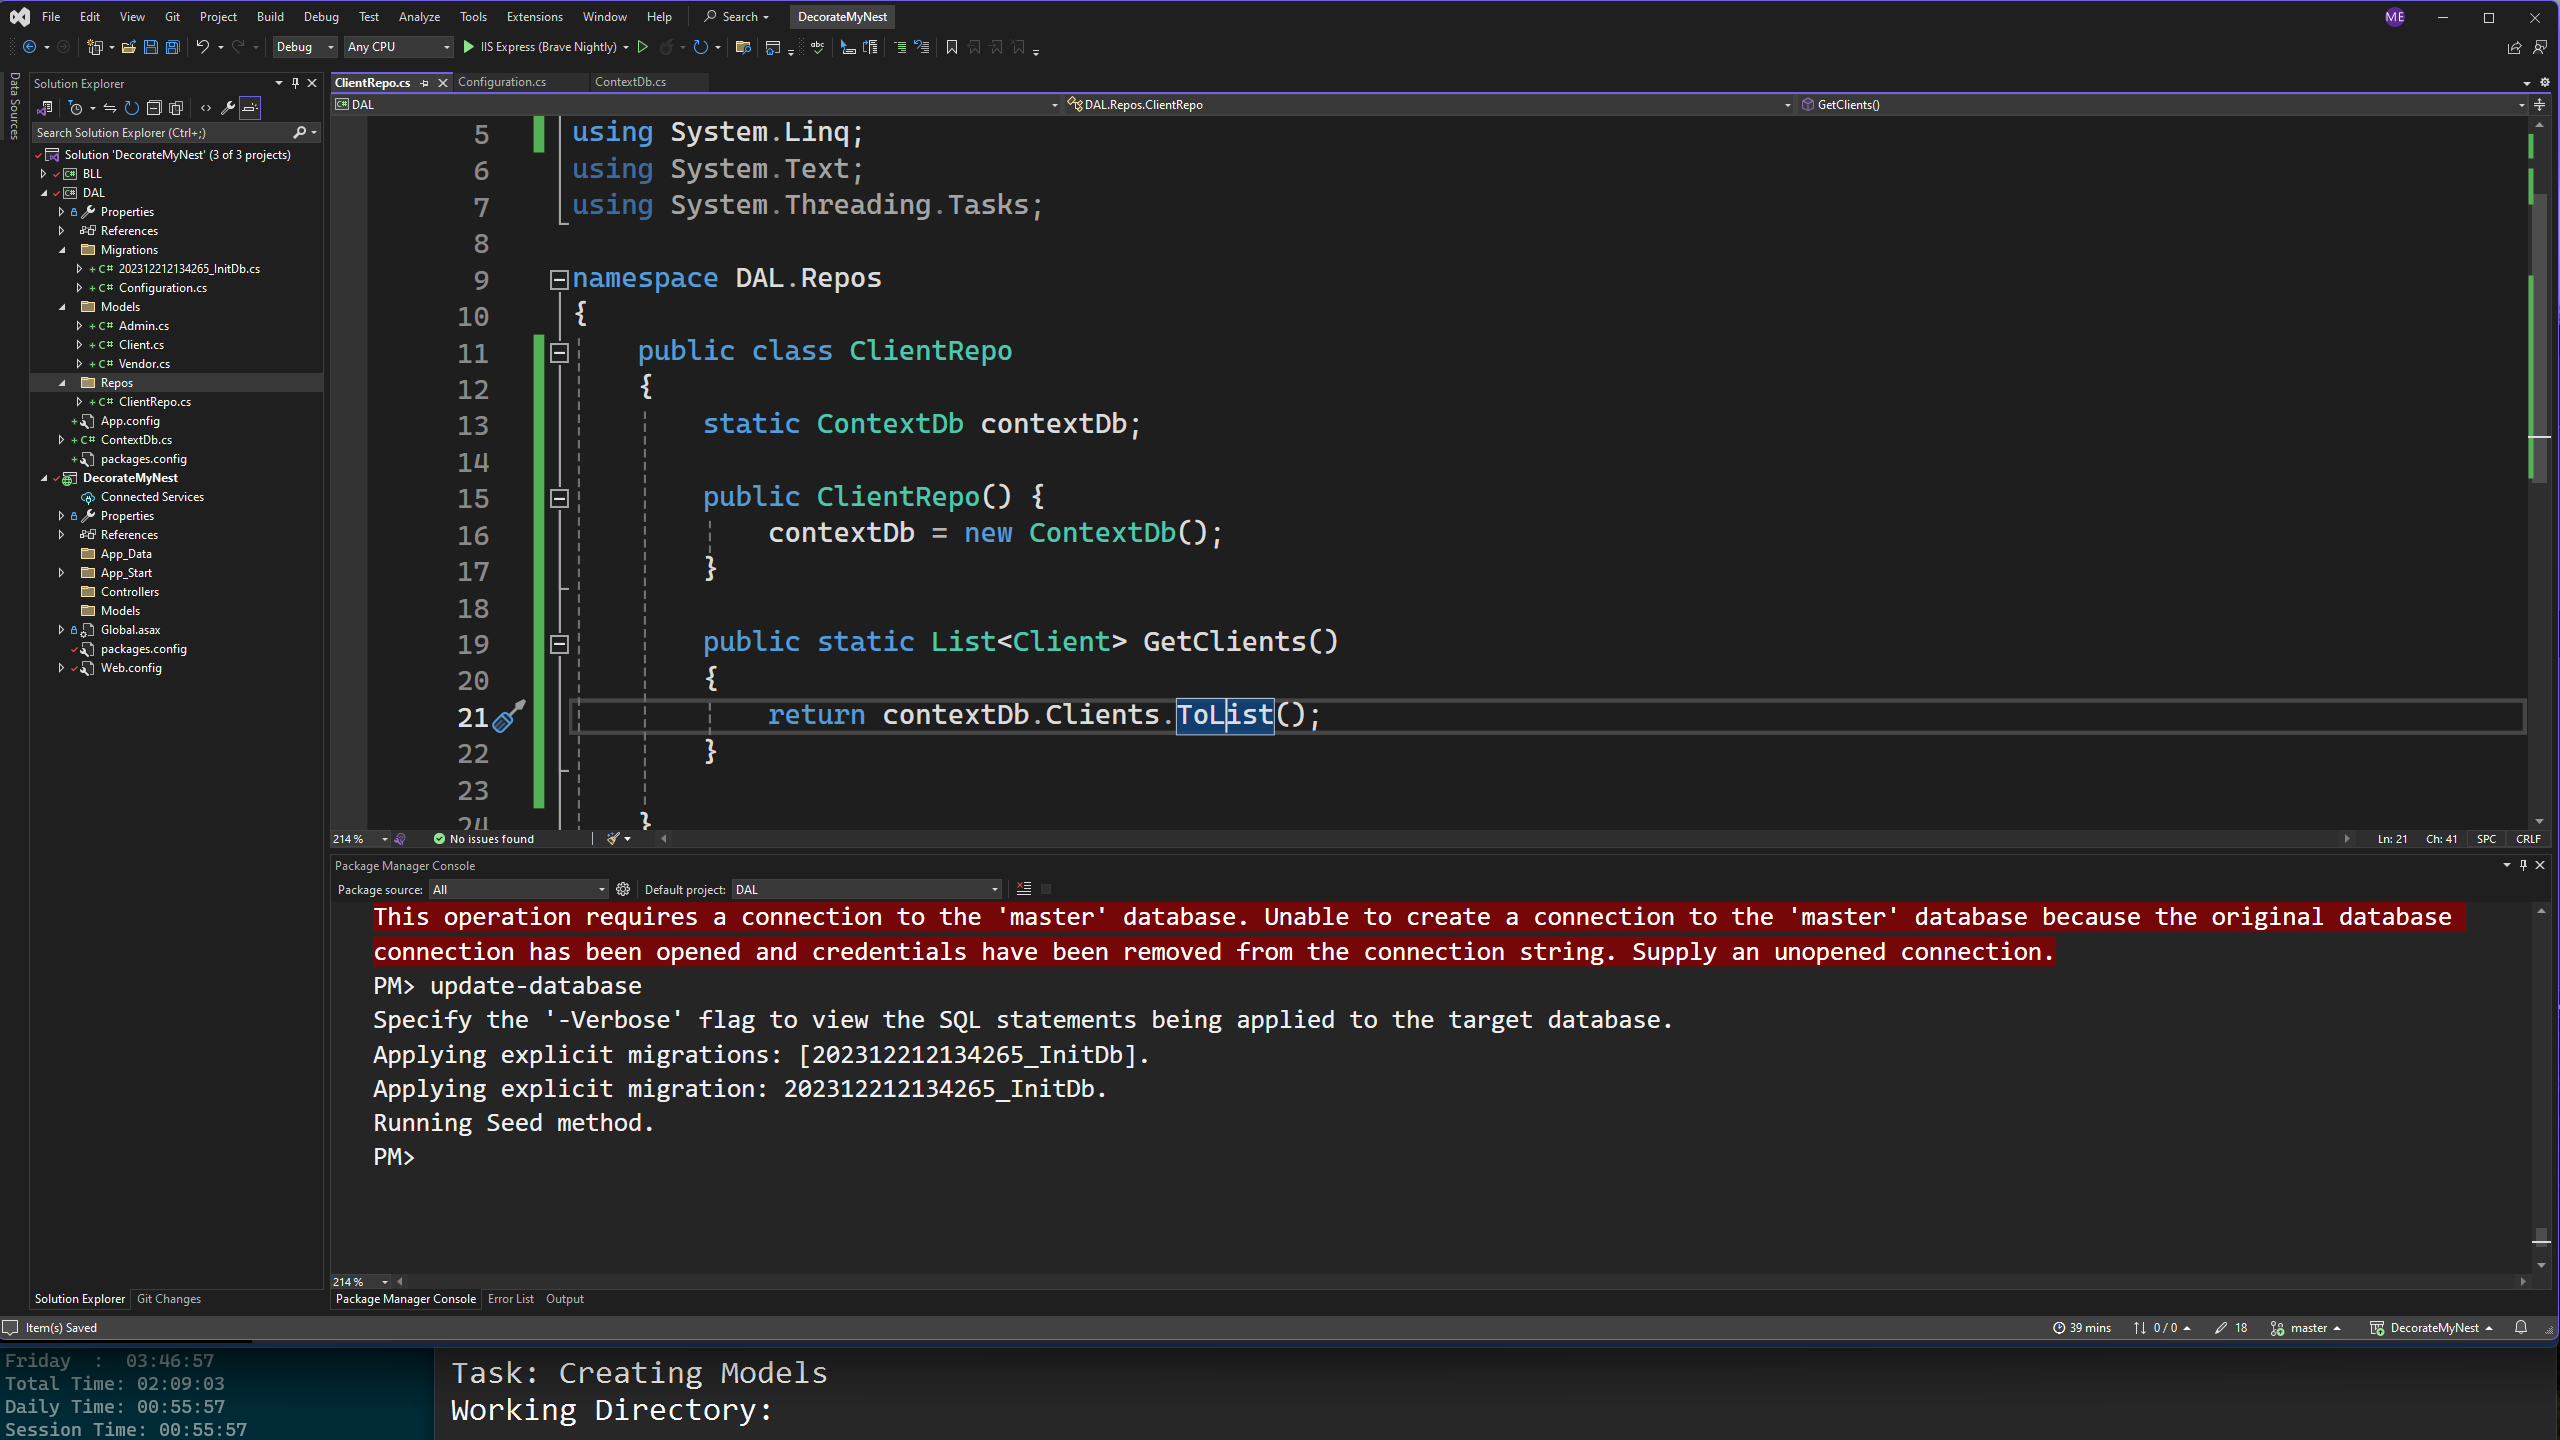 File Edit View Git Project Build Debug Test Analyze Tools Extensions Window Help Search DecorateMyNest ME
Debug Any CPU IIS Express (Brave Nightly)
Data Sources
Solution Explorer
Search Solution Explorer (Ctrl+;)
Solution 'DecorateMyNest' (3 of 3 projects)
BLL
DAL
Properties
References
Migrations
202312212134265_InitDb.cs
Configuration.cs
Models
Admin.cs
Client.cs
Vendor.cs
Repos
ClientRepo.cs
App.config
ContextDb.cs
packages.config
DecorateMyNest
Connected Services
Properties
References
App_Data
App_Start
Controllers
Models
Global.asax
packages.config
Web.config
Solution Explorer Git Changes
ClientRepo.cs Configuration.cs ContextDb.cs
DAL DAL.Repos.ClientRepo GetClients()
5 using System.Linq;
6 using System.Text;
7 using System.Threading.Tasks;
8
9 namespace DAL.Repos
10 {
11 public class ClientRepo
12 {
13 static ContextDb contextDb;
14
15 public ClientRepo() {
16 contextDb = new ContextDb();
17 }
18
19 public static List<Client> GetClients()
20 {
21 return contextDb.Clients.ToList();
22 }
23
24 }
214 % No issues found Ln: 21 Ch: 41 SPC CRLF
Package Manager Console
Package source: All Default project: DAL
This operation requires a connection to the 'master' database. Unable to create a connection to the 'master' database because the original database
connection has been opened and credentials have been removed from the connection string. Supply an unopened connection.
PM> update-database
Specify the '-Verbose' flag to view the SQL statements being applied to the target database.
Applying explicit migrations: [202312212134265_InitDb].
Applying explicit migration: 202312212134265_InitDb.
Running Seed method.
PM>
214 %
Package Manager Console Error List Output
Item(s) Saved 39 mins 0 / 0 18 master DecorateMyNest
Friday : 03:46:57
Total Time: 02:09:03
Daily Time: 00:55:57
Session Time: 00:55:57
Task: Creating Models
Working Directory: